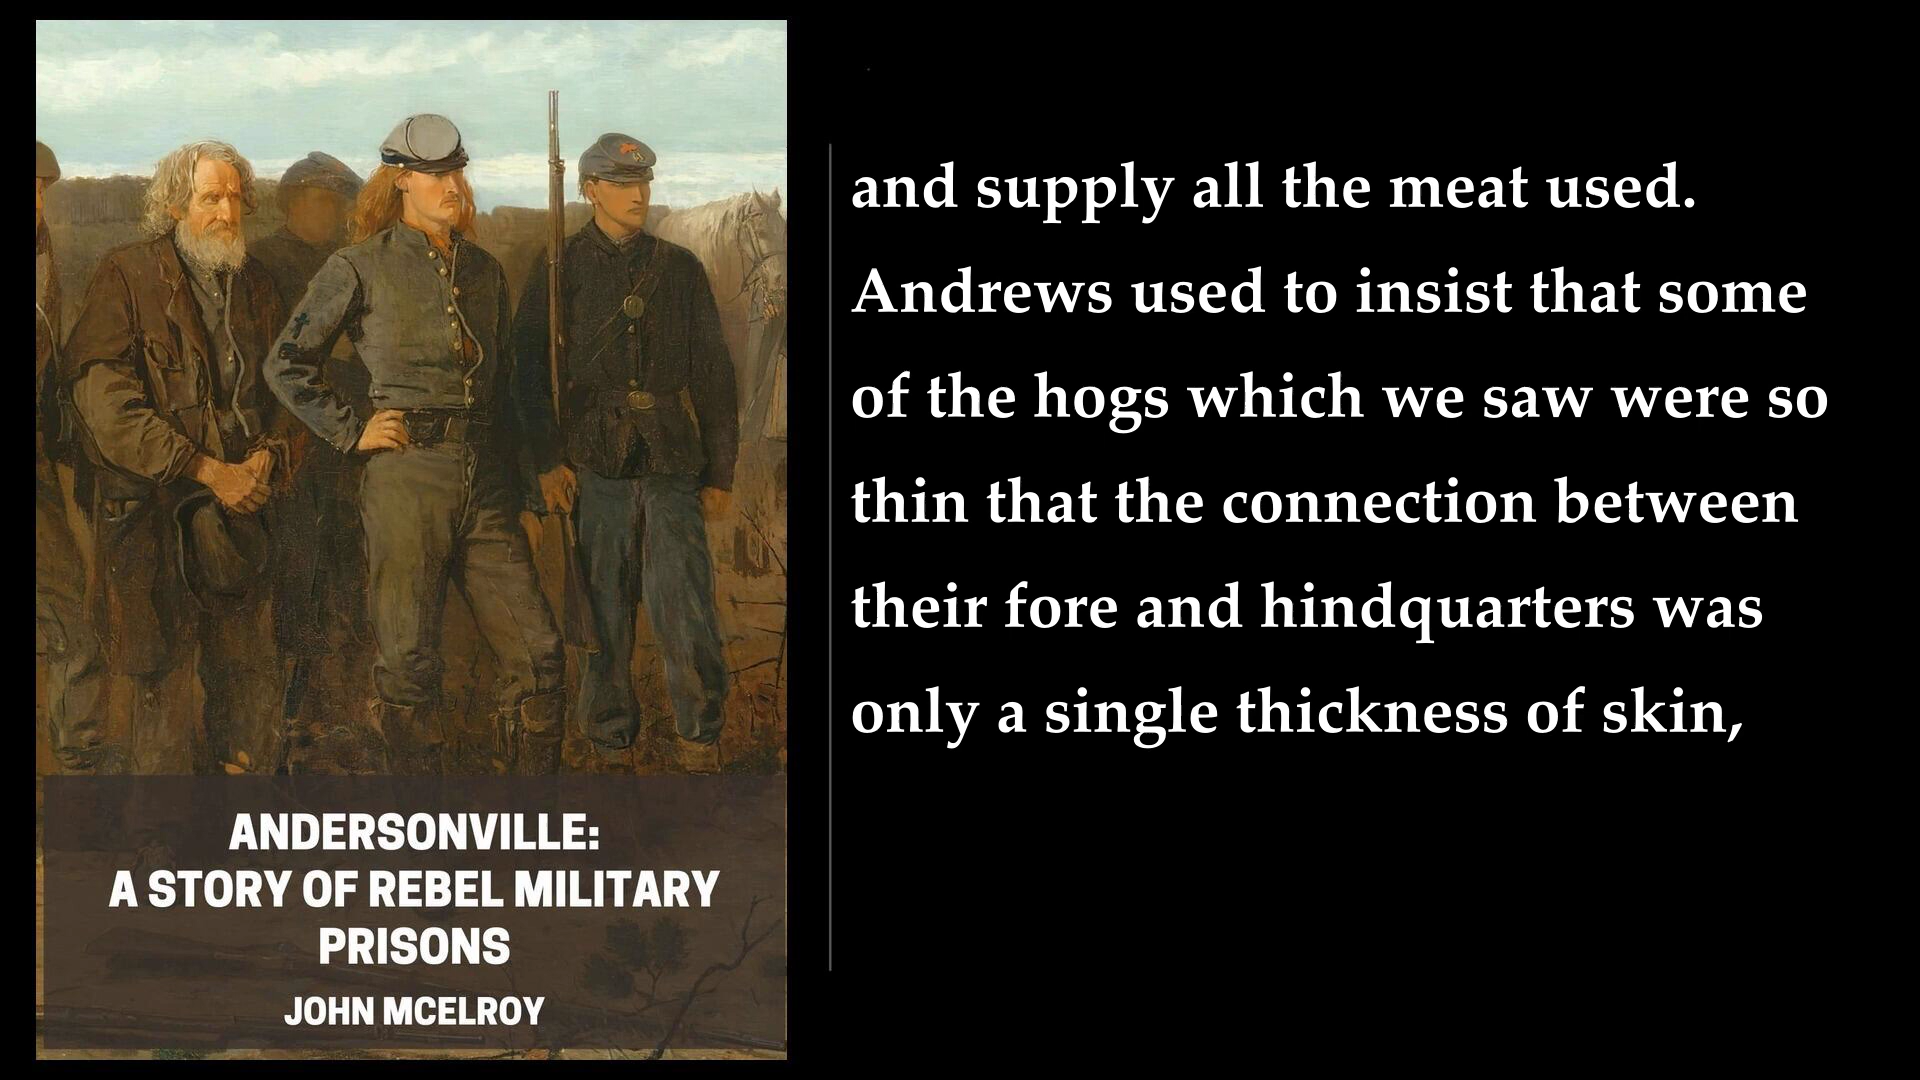 ANDERSONVILLE:
A STORY OF REBEL MILITARY
PRISONS
JOHN MCELROY
and supply all the meat used.
Andrews used to insist that some
of the hogs which we saw were so
thin that the connection between
their fore and hindquarters was
only a single thickness of skin,